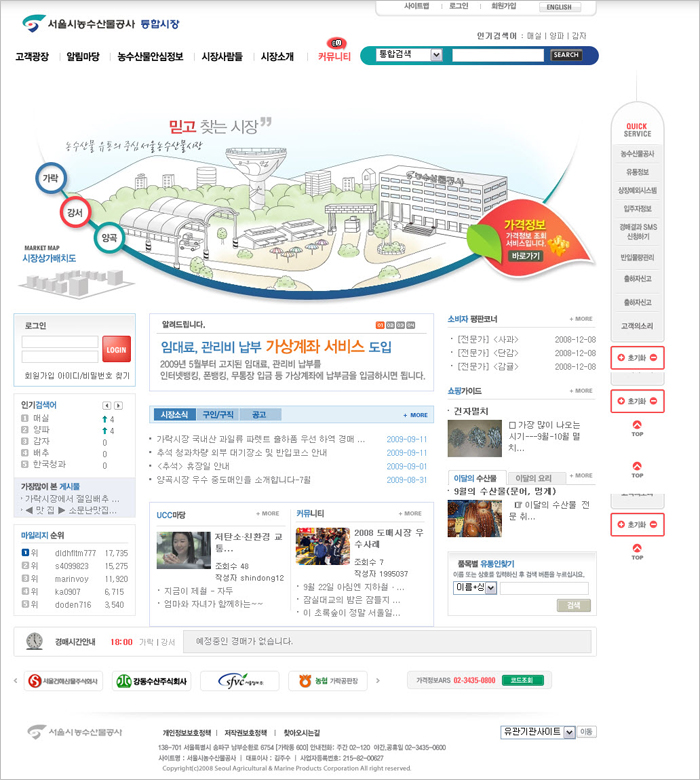 사이트맵 | 로그인 | 회원가입 ENGLISH
서울시농수산물공사 통합시장
인기검색어 : 매실 | 양파 | 감자
고객광장 | 알림마당 | 농수산물안심정보 | 시장사람들 | 시장소개 | 커뮤니티
통합검색 SEARCH
믿고 찾는 시장
농수산물 유통의 중심 서울농수산물시장
농수산물공사
가락
강서
양곡
MARKET MAP
시장상가배치도
가격정보
가격정보 조회
서비스입니다.
바로가기
QUICK
SERVICE
농수산물공사
유통정보
상장예외시스템
입주자정보
경매결과 SMS
신청하기
반입물량관리
출하자신고
출하자신고
고객의소리
초기화
초기화
TOP
TOP
고객의소리
초기화
TOP
로그인
LOGIN
회원가입 아이디/비밀번호 찾기
인기검색어
1 매실 4
2 양파 4
3 감자 0
4 배추 0
5 한국청과 0
가장많이 본 게시물
가락시장에서 절임배추 ...
◀ 맛 집 ▶ 소문난맛집...
마일리지 순위
1 위 dldhfltm777 17,735
2 위 s4099823 15,275
3 위 marinvoy 11,920
4 위 ka0907 6,715
5 위 doden716 3,540
알려드립니다. 01 02 03 04
임대료, 관리비 납부 가상계좌 서비스 도입
2009년 5월부터 고지된 임대료, 관리비 납부를
인터넷뱅킹, 폰뱅킹, 무통장 입금 등 가상계좌에 납부금을 입금하시면 됩니다.
시장소식 구인/구직 공고 + MORE
가락시장 국내산 과일류 파렛트 출하품 우선 하역 경매 ... 2009-09-11
추석 청과차량 외부 대기장소 및 반입코스 안내 2009-09-11
<추석> 휴장일 안내 2009-09-01
양곡시장 우수 중도매인을 소개합니다-7월 2009-08-31
UCC마당 + MORE
저탄소·친환경 교통...
조회수 48
작성자 shindong12
지금이 제철 - 자두
엄마와 자녀가 함께하는~~
커뮤니티 + MORE
2008 도매시장 우수사례
조회수 7
작성자 1995037
9월 22일 아침엔 지하철 ...
잠실대교의 밤은 잠들지 ...
이 초록숲이 정말 서울일...
소비자 평판코너 + MORE
[전문가] <사과> 2008-12-08
[전문가] <단감> 2008-12-08
[전문가] <감귤> 2008-12-08
쇼핑가이드 + MORE
건자멸치
가장 많이 나오는
시기---9월-10월 멸
치...
이달의 수산물 이달의 요리 + MORE
9월의 수산물(문어, 멍게)
이달의 수산물 전
문 취...
품목별 유통인찾기
이름 또는 상호를 입력하신 후 검색 버튼을 누르십시오.
이름+상 검색
경매시간안내 18:00 가락 | 강서 예정중인 경매가 없습니다.
서울건해산물주식회사
강동수산주식회사
sfvc
농협 가락공판장
가격정보ARS 02-3435-0800 코드조회
서울시농수산물공사
개인정보보호정책 | 저작권보호정책 | 찾아오시는길
유관기관사이트 이동
138-701 서울특별시 송파구 남부순환로 6754 [가락동 600] 안내전화: 주간 02-120 야간,공휴일 02-3435-0600
사이트명 : 서울시농수산물공사 | 대표이사 : 김주수 | 사업자등록번호: 215-82-00627
Copyright(c)2008 Seoul Agricultural & Marine Products Corporation All right reserved.